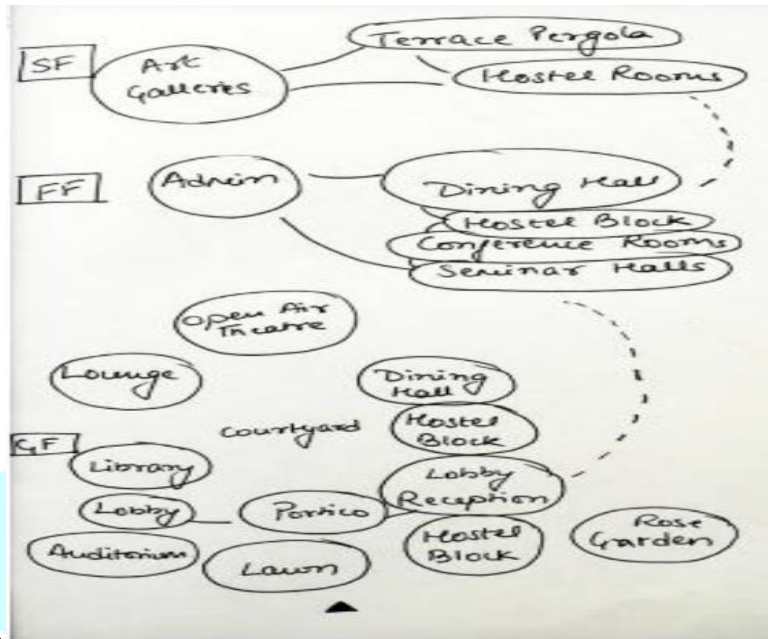 SF
Art
Galleries
Terrace Pergola
Hostel Rooms
FF
Admin
Dining Hall
Hostel Block
Conference Rooms
Seminar Halls
Open Air
Theatre
Lounge
Dining
Hall
Courtyard
Hostel
Block
GF
Library
Lobby
Reception
Lobby
Portico
Auditorium
Lawn
Hostel
Block
Rose
Garden